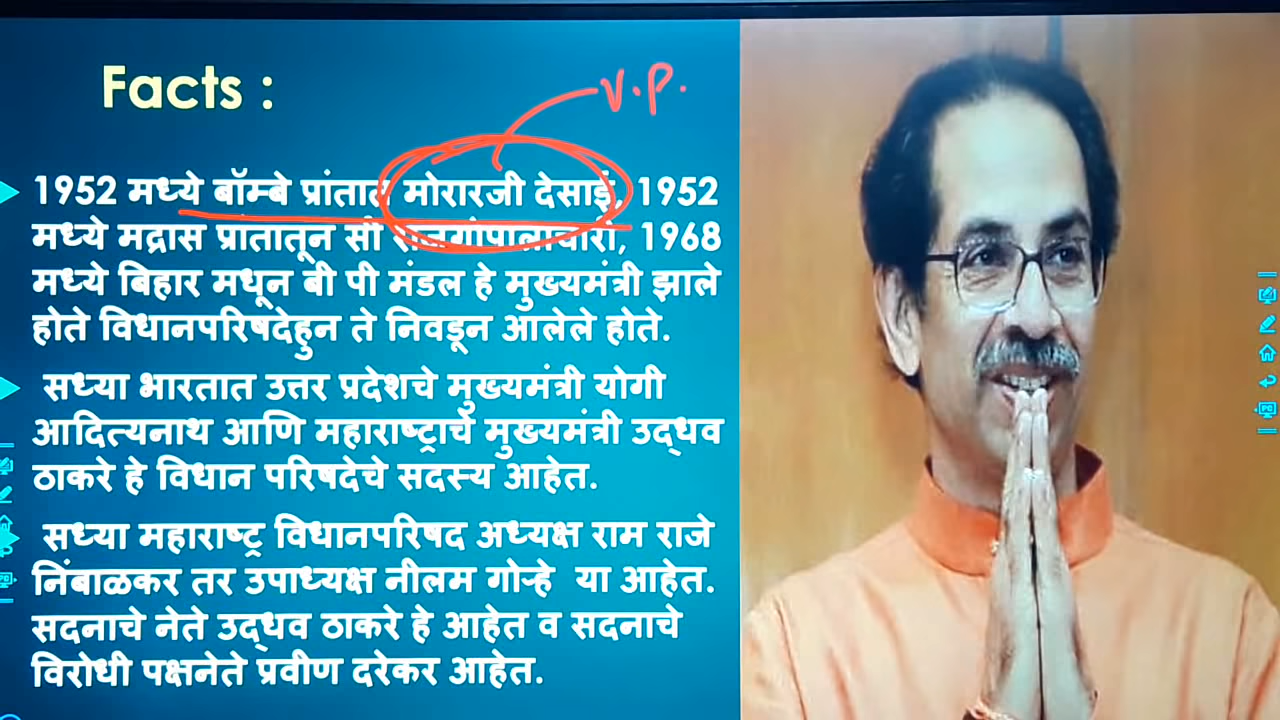 Facts :
V.P.
1952 मध्ये बॉम्बे प्रांतात मोरारजी देसाई, 1952
मध्ये मद्रास प्रांतातून सी राजगोपालाचारी, 1968
मध्ये बिहार मधून बी पी मंडल हे मुख्यमंत्री झाले
होते विधानपरिषदेहुन ते निवडून आलेले होते.
सध्या भारतात उत्तर प्रदेशचे मुख्यमंत्री योगी
आदित्यनाथ आणि महाराष्ट्राचे मुख्यमंत्री उद्धव
ठाकरे हे विधान परिषदेचे सदस्य आहेत.
सध्या महाराष्ट्र विधानपरिषद अध्यक्ष राम राजे
निंबाळकर तर उपाध्यक्ष नीलम गोऱ्हे या आहेत.
सदनाचे नेते उद्धव ठाकरे हे आहेत व सदनाचे
विरोधी पक्षनेते प्रवीण दरेकर आहेत.